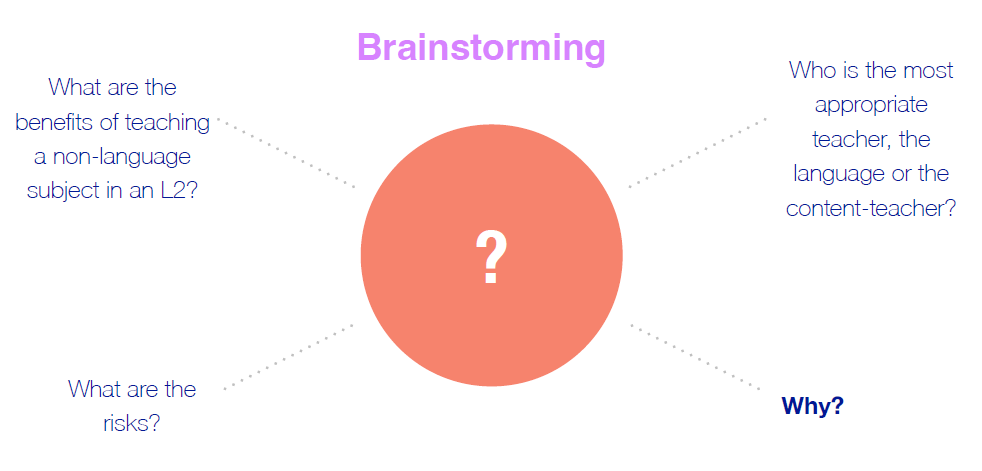 Brainstorming
What are the
benefits of teaching
a non-language
subject in an L2?
Who is the most
appropriate
teacher, the
language or the
content-teacher?
?
What are the
risks?
Why?